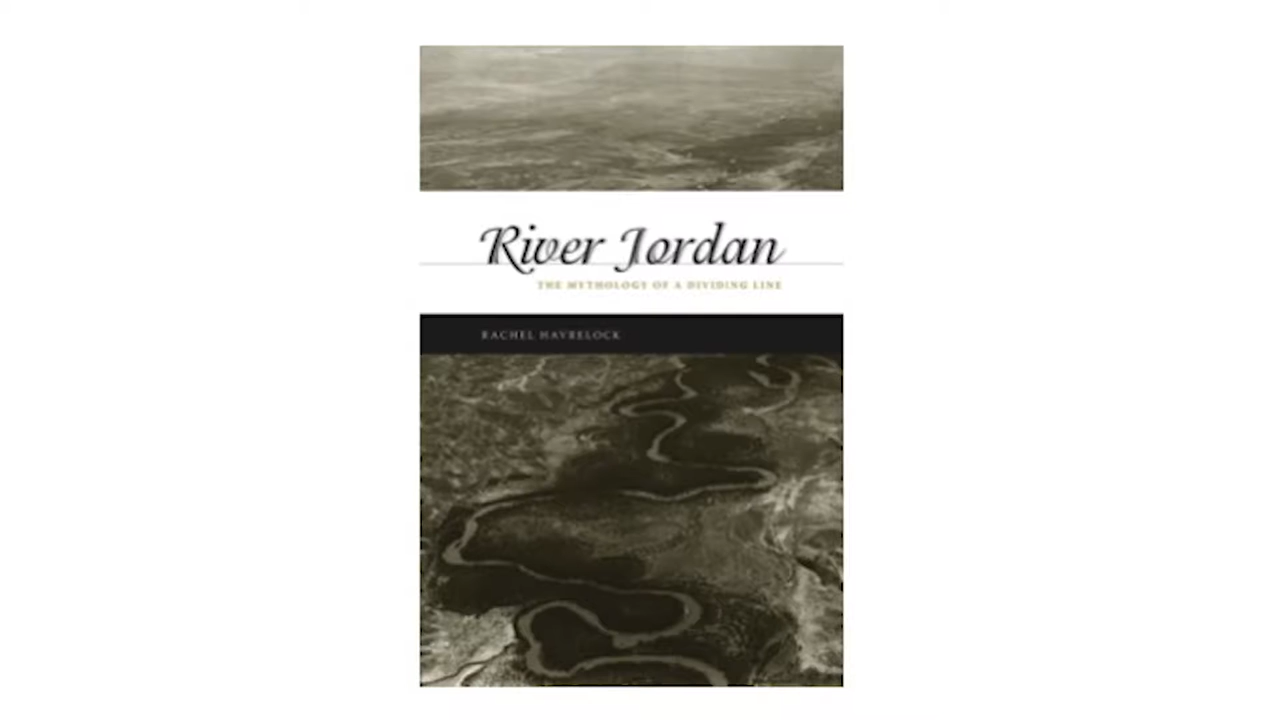 River Jordan
THE MYTHOLOGY OF A DIVIDING LINE
RACHEL HAVRELOCK